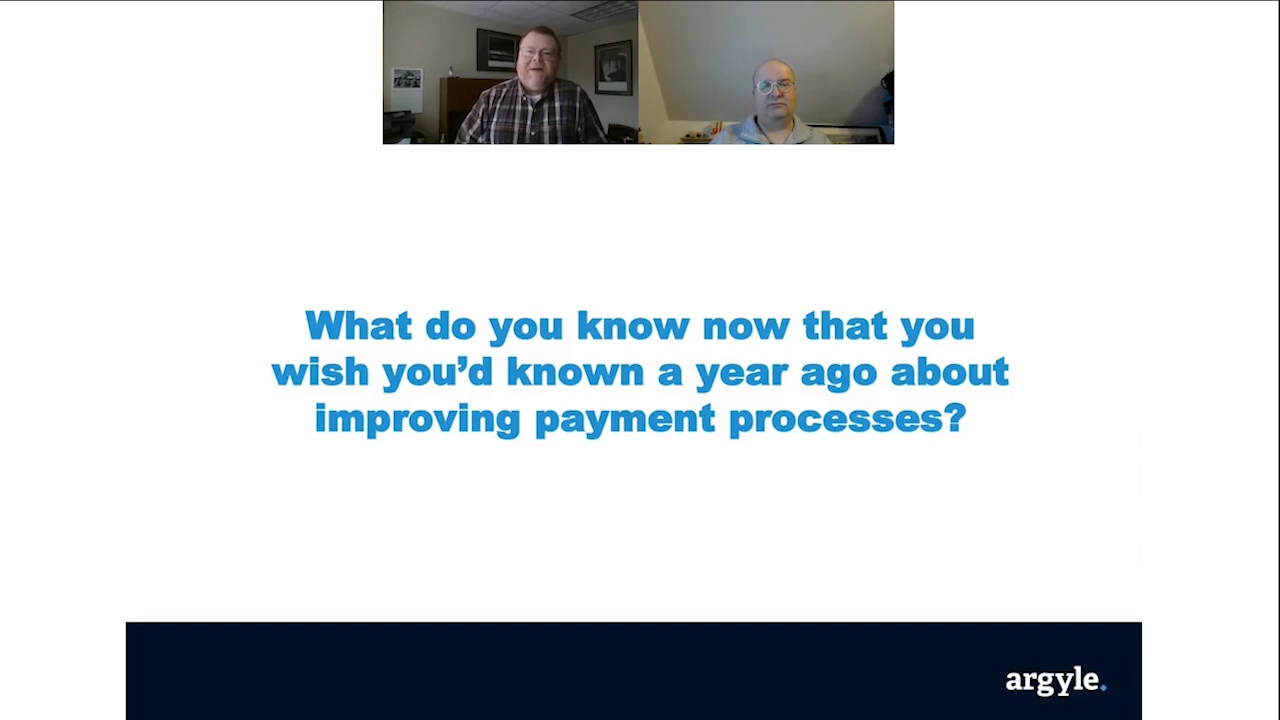 What do you know now that you
wish you’d known a year ago about
improving payment processes?
argyle.